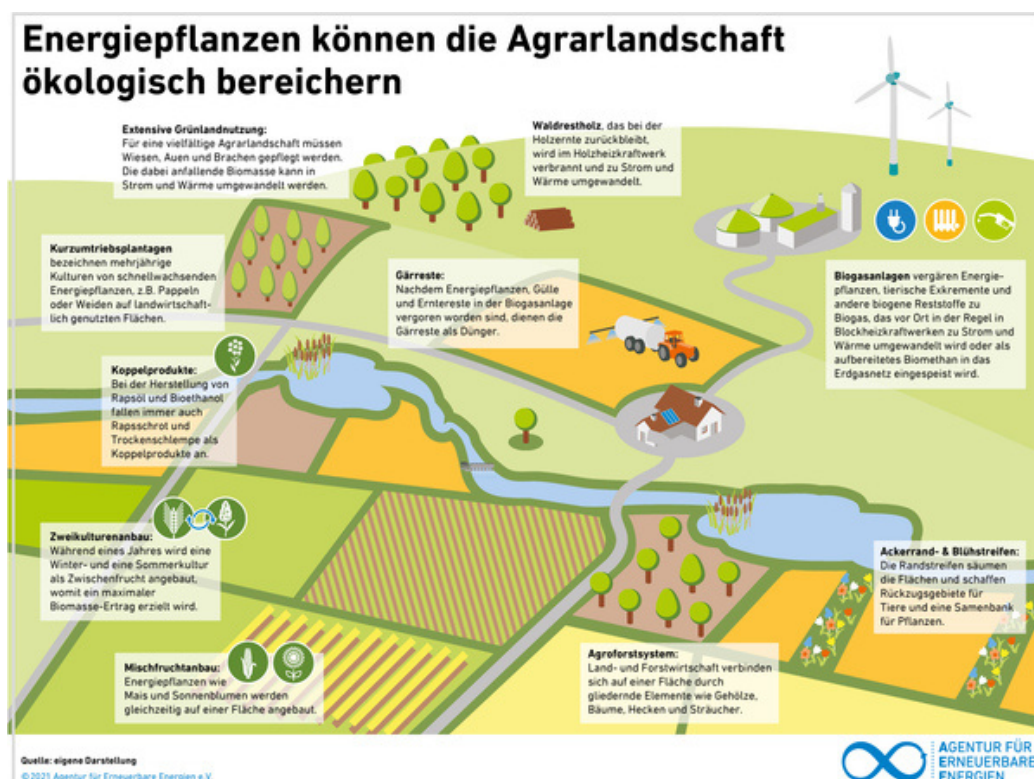 Energiepflanzen können die Agrarlandschaft
ökologisch bereichern
Extensive Grünlandnutzung:
Für eine vielfältige Agrarlandschaft müssen
Wiesen, Auen und Brachen gepflegt werden.
Die dabei anfallende Biomasse kann in
Strom und Wärme umgewandelt werden.
Waldrestholz, das bei der
Holzernte zurückbleibt,
wird im Holzheizkraftwerk
verbrannt und zu Strom und
Wärme umgewandelt.
Kurzumtriebsplantagen
bezeichnen mehrjährige
Kulturen von schnellwachsenden
Energiepflanzen, z.B. Pappeln
oder Weiden auf landwirtschaft-
lich genutzten Flächen.
Gärreste:
Nachdem Energiepflanzen, Gülle
und Erntereste in der Biogasanlage
vergoren worden sind, dienen die
Gärreste als Dünger.
Biogasanlagen vergären Energie-
pflanzen, tierische Exkremente und
andere biogene Reststoffe zu
Biogas, das vor Ort in der Regel in
Blockheizkraftwerken zu Strom und
Wärme umgewandelt wird oder als
aufbereitetes Biomethan in das
Erdgasnetz eingespeist wird.
Koppelprodukte:
Bei der Herstellung von
Rapsöl und Bioethanol
fallen immer auch
Rapsschrot und
Trockenschlempe als
Koppelprodukte an.
Zweikulturenanbau:
Während eines Jahres wird eine
Winter- und eine Sommerkultur
als Zwischenfrucht angebaut,
womit ein maximaler
Biomasse-Ertrag erzielt wird.
Ackerrand- & Blühstreifen:
Die Randstreifen säumen
die Flächen und schaffen
Rückzugsgebiete für
Tiere und eine Samenbank
für Pflanzen.
Mischfruchtanbau:
Energiepflanzen wie
Mais und Sonnenblumen werden
gleichzeitig auf einer Fläche angebaut.
Agroforstsystem:
Land- und Forstwirtschaft verbinden
sich auf einer Fläche durch
gliedernde Elemente wie Gehölze,
Bäume, Hecken und Sträucher.
Quelle: eigene Darstellung
© 2021 Agentur für Erneuerbare Energien e.V.
AGENTUR FÜR
ERNEUERBARE
ENERGIEN